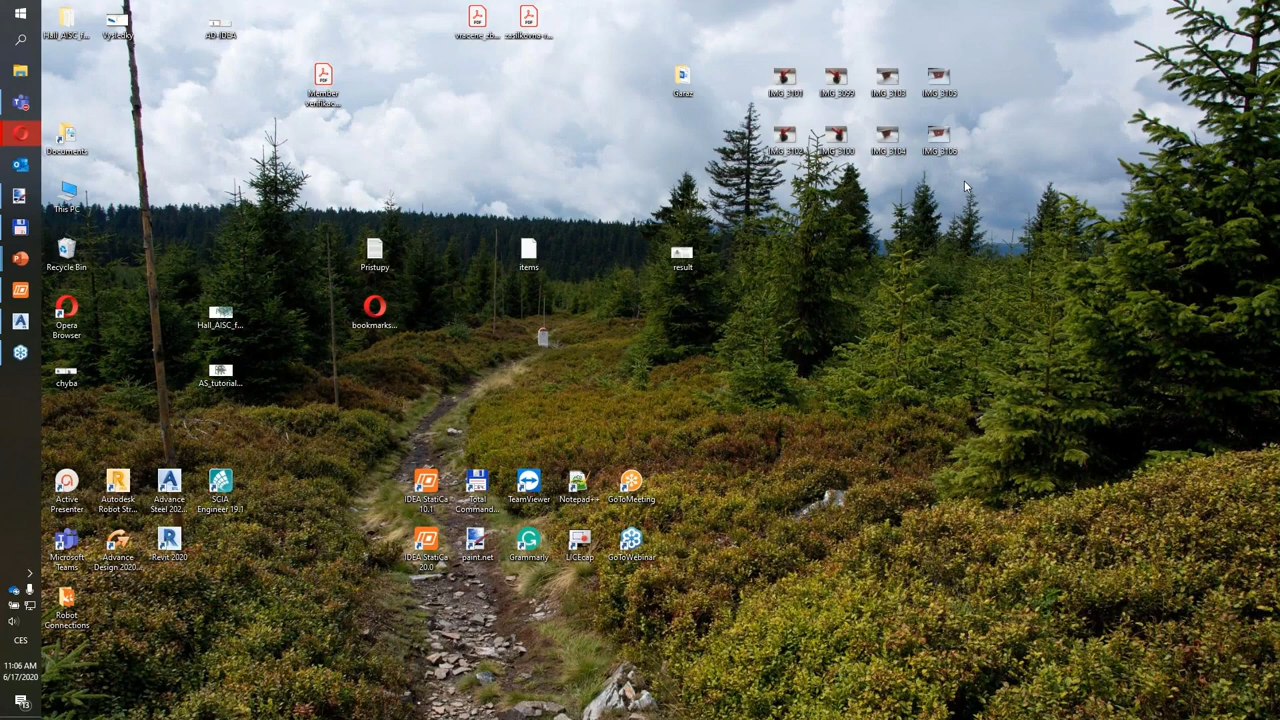 Hall_AISC_f...
Vysledky
AD-IDEA
vracene_zb...
zasilkovna-r...
Member
verifikac...
Garaz
IMG_3101
IMG_3099
IMG_3103
IMG_3105
Documents
IMG_3102
IMG_3100
IMG_3104
IMG_3106
This PC
Recycle Bin
Pristupy
items
result
Opera
Browser
Hall_AISC_f...
bookmarks...
chyba
AS_tutorial...
Active
Presenter
Autodesk
Robot Str...
Advance
Steel 202...
SCIA
Engineer 19.1
IDEA StatiCa
10.1
Total
Command...
TeamViewer
Notepad++
GoToMeeting
Microsoft
Teams
Advance
Design 2020...
Revit 2020
IDEA StatiCa
20.0
paint.net
Grammarly
LICEcap
GoToWebinar
Robot
Connections
CES
11:06 AM
6/17/2020